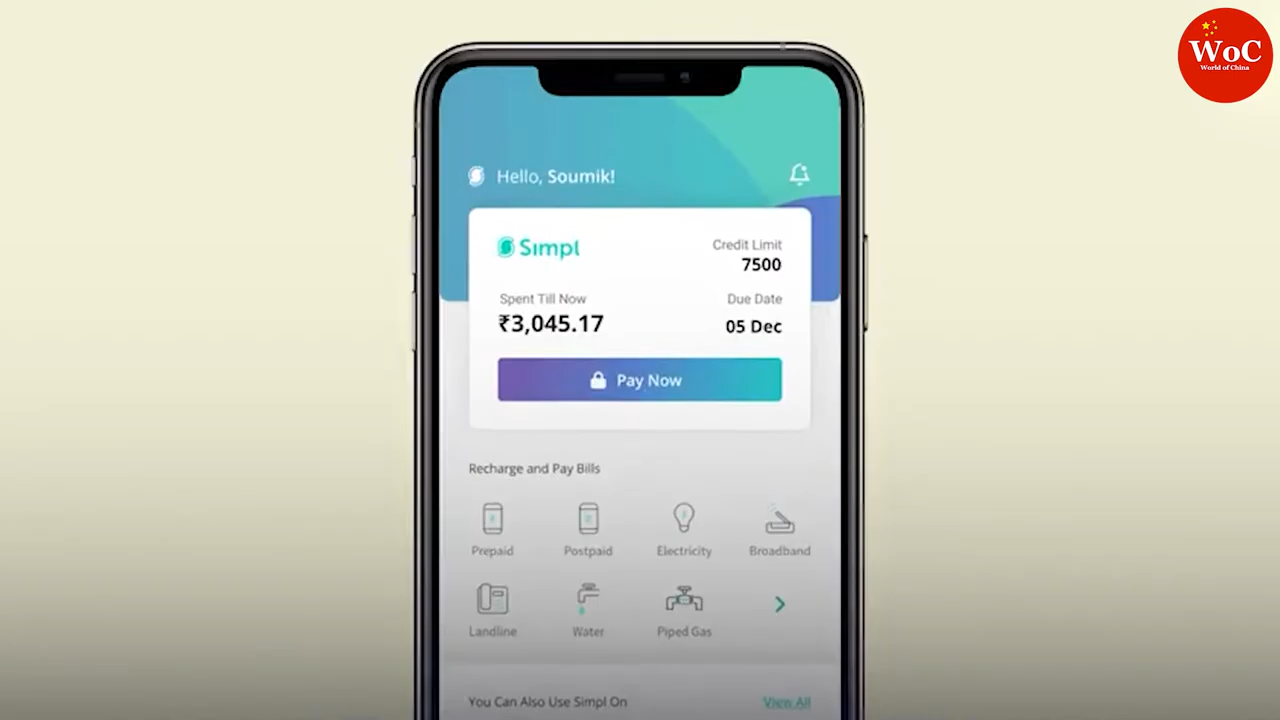 WoC
World of China
Hello, Soumik!
Simpl
Credit Limit
7500
Spent Till Now
Due Date
₹3,045.17
05 Dec
Pay Now
Recharge and Pay Bills
Prepaid
Postpaid
Electricity
Broadband
Landline
Water
Piped Gas
You Can Also Use Simpl On
View All